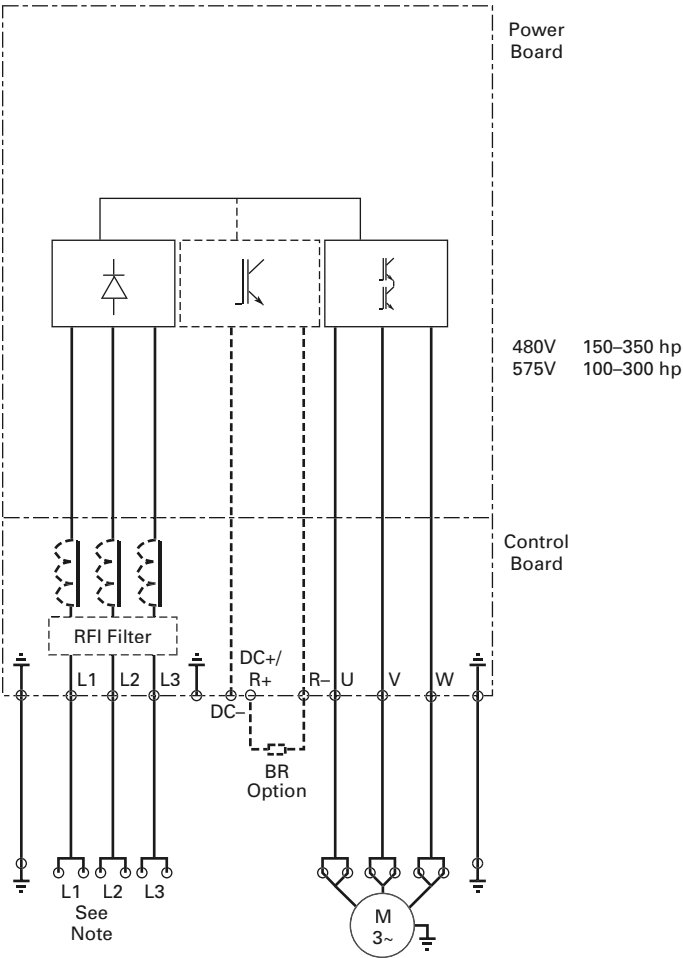 Power
Board
480V 150–350 hp
575V 100–300 hp
Control
Board
RFI Filter
L1 L2 L3
DC+/
R+
R– U V W
DC–
BR
Option
L1 L2 L3
See
Note
M
3~